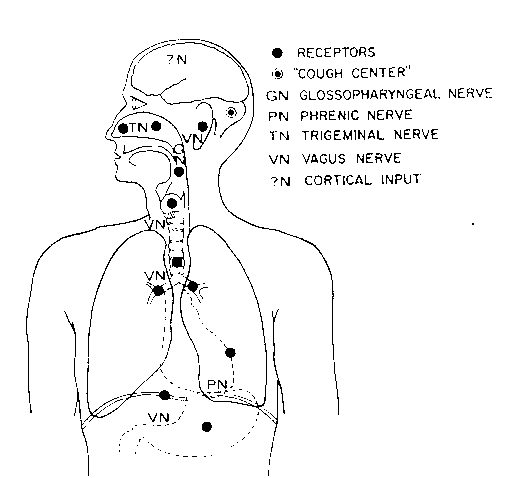 ?N
RECEPTORS
"COUGH CENTER"
GN GLOSSOPHARYNGEAL NERVE
PN PHRENIC NERVE
TN TRIGEMINAL NERVE
VN VAGUS NERVE
?N CORTICAL INPUT
TN
VN
GN
VN
VN
PN
VN